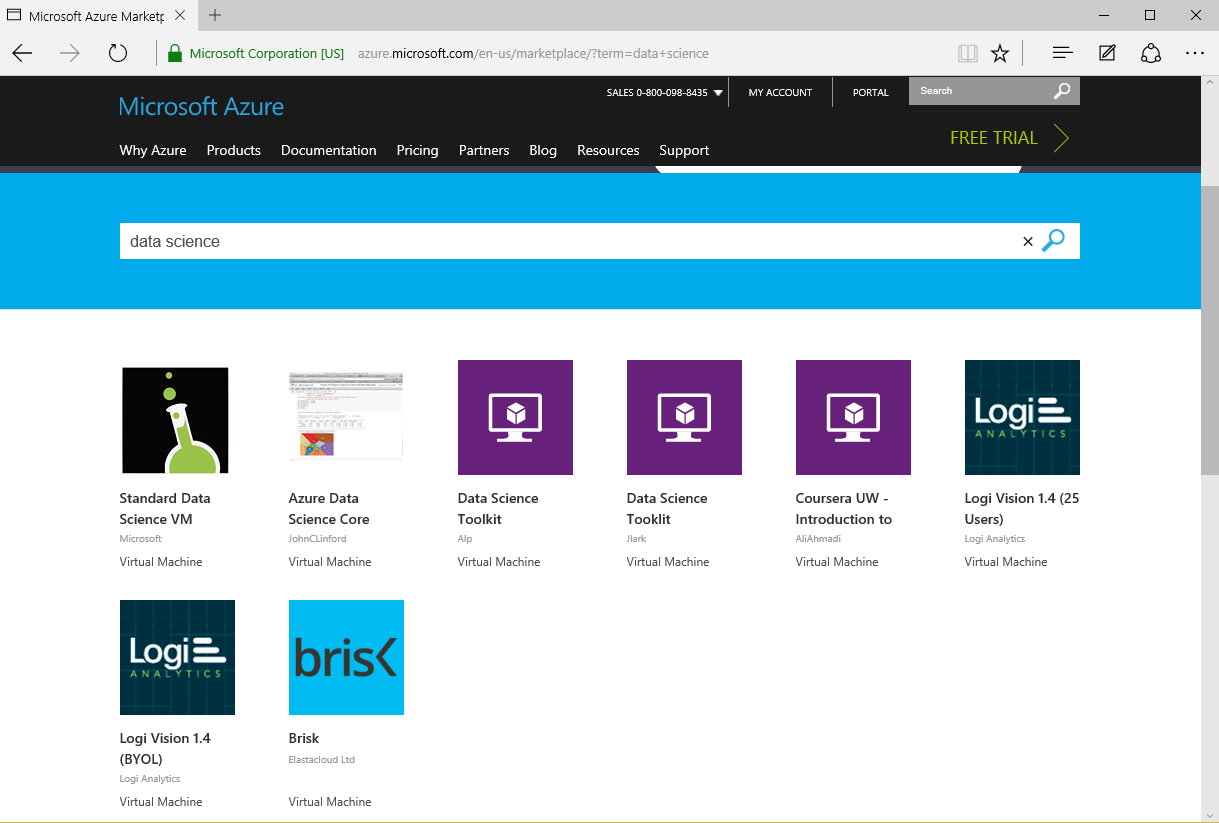 Microsoft Azure Marketp
Microsoft Corporation [US] azure.microsoft.com/en-us/marketplace/?term=data+science
SALES 0-800-098-8435 MY ACCOUNT PORTAL Search
Microsoft Azure
FREE TRIAL
Why Azure Products Documentation Pricing Partners Blog Resources Support
data science
Logi
ANALYTICS
Standard Data
Science VM
Microsoft
Virtual Machine
Azure Data
Science Core
JohnCLinford
Virtual Machine
Data Science
Toolkit
Alp
Virtual Machine
Data Science
Tooklit
Jlark
Virtual Machine
Coursera UW -
Introduction to
AliAhmadi
Virtual Machine
Logi Vision 1.4 (25
Users)
Logi Analytics
Virtual Machine
Logi
ANALYTICS
Logi Vision 1.4
(BYOL)
Logi Analytics
Virtual Machine
brisk
Brisk
Elastacloud Ltd
Virtual Machine